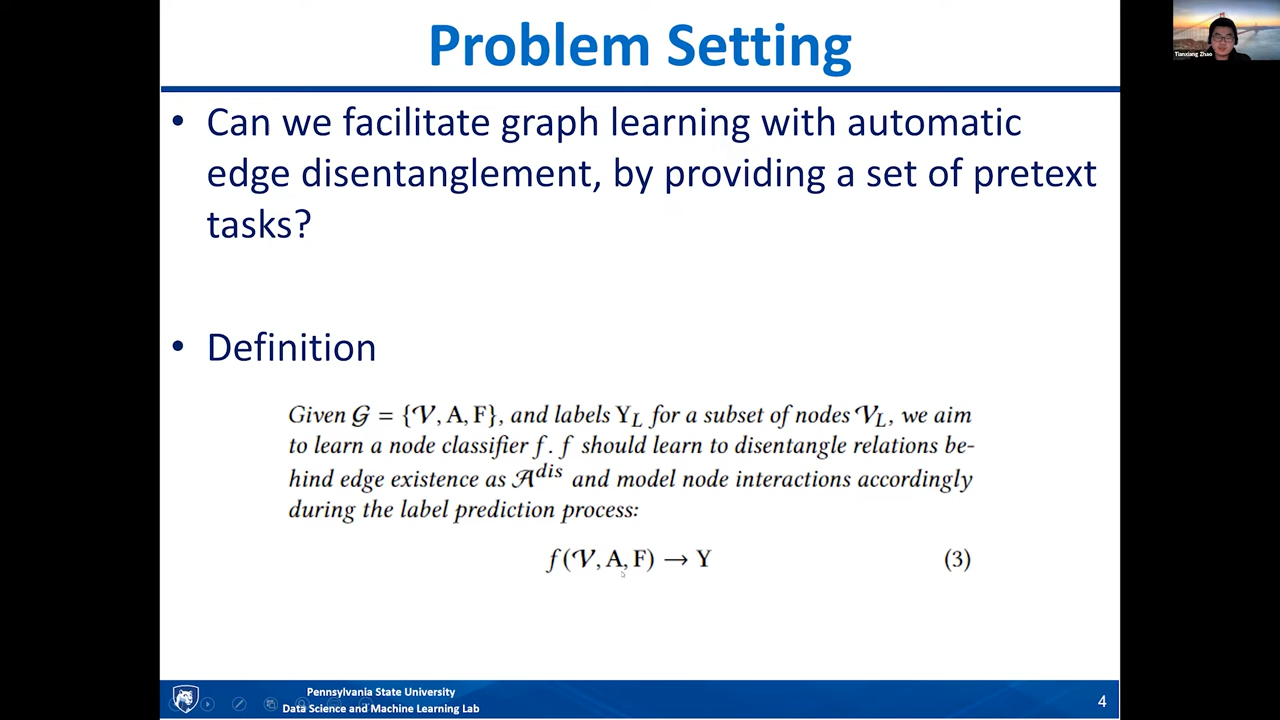 Problem Setting
Tianxiang Zhao
• Can we facilitate graph learning with automatic
edge disentanglement, by providing a set of pretext
tasks?
• Definition
Given 𝒢 = {𝒱, A, F}, and labels Y_L for a subset of nodes 𝒱_L, we aim
to learn a node classifier f. f should learn to disentangle relations be-
hind edge existence as 𝒜^dis and model node interactions accordingly
during the label prediction process:
f(𝒱, A, F) → Y (3)
Pennsylvania State University
Data Science and Machine Learning Lab
4